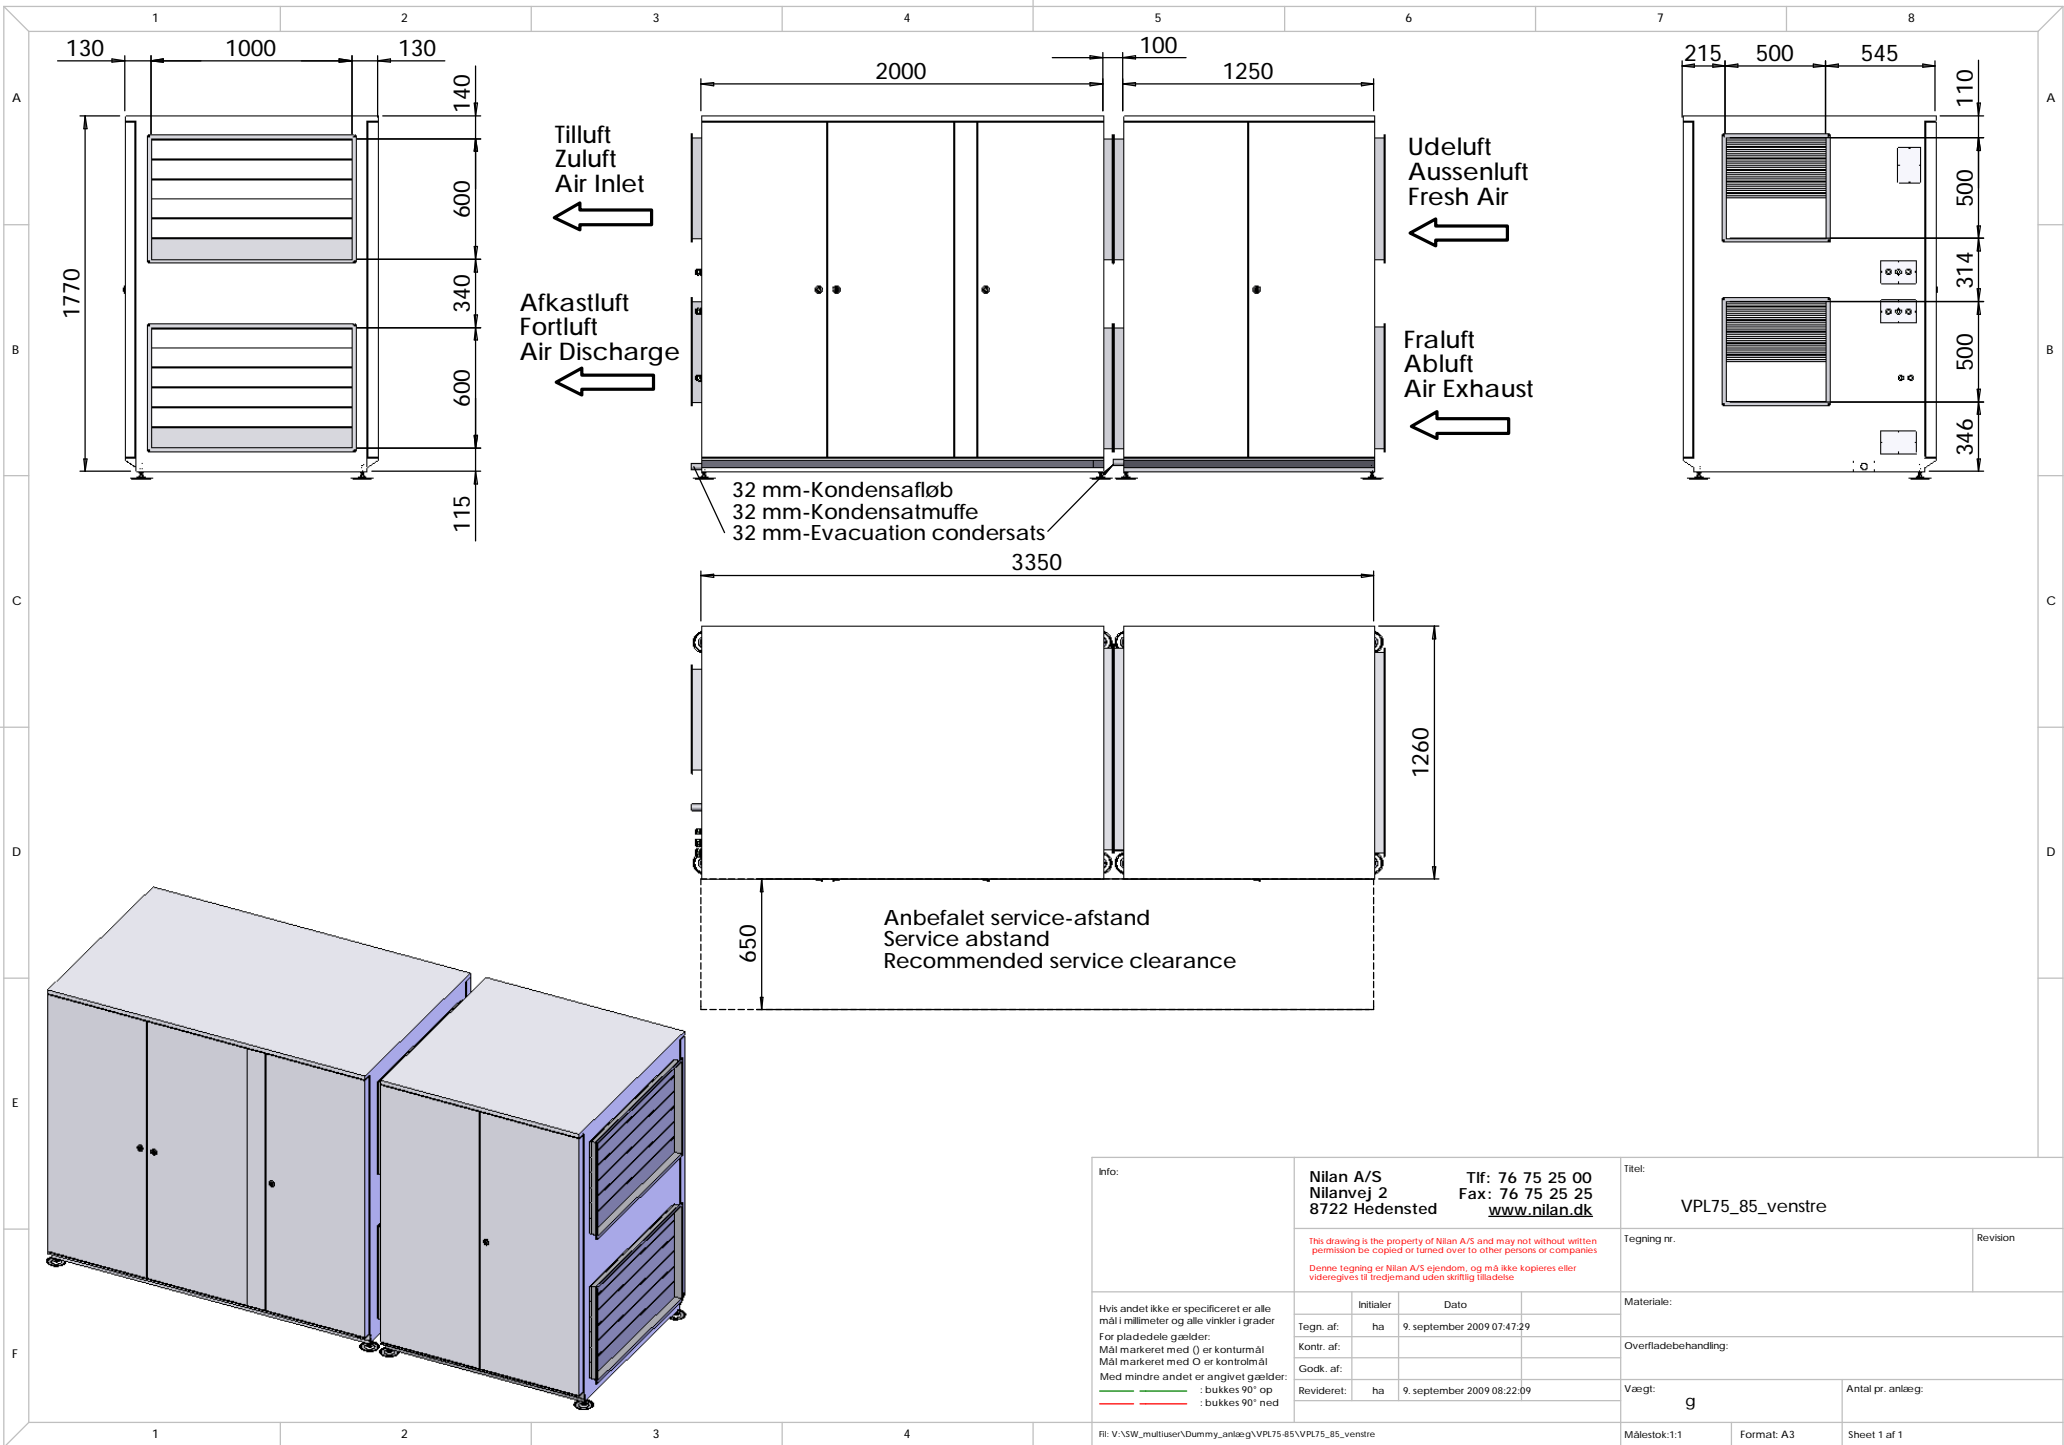 1 2 3 4 5 6 7 8
A
B
C
D
E
F
A
B
C
D
130 1000 130
140
600
340
600
115
1770
2000 100 1250
Tilluft
Zuluft
Air Inlet
Afkastluft
Fortluft
Air Discharge
Udeluft
Aussenluft
Fresh Air
Fraluft
Abluft
Air Exhaust
32 mm-Kondensafløb
32 mm-Kondensatmuffe
32 mm-Evacuation condersats
215 500 545
110
500
314
500
346
3350
1260
650
Anbefalet service-afstand
Service abstand
Recommended service clearance
Info:
Nilan A/S Tlf: 76 75 25 00
Nilanvej 2 Fax: 76 75 25 25
8722 Hedensted www.nilan.dk
This drawing is the property of Nilan A/S and may not without written
permission be copied or turned over to other persons or companies
Denne tegning er Nilan A/S ejendom, og må ikke kopieres eller
videregives til tredjemand uden skriftlig tilladelse
Titel:
VPL75_85_venstre
Tegning nr.
Revision
Hvis andet ikke er specificeret er alle
mål i millimeter og alle vinkler i grader
For pladedele gælder:
Mål markeret med () er konturmål
Mål markeret med O er kontrolmål
Med mindre andet er angivet gælder:
: bukkes 90° op
: bukkes 90° ned
Initialer Dato
Tegn. af: ha 9. september 2009 07:47:29
Kontr. af:
Godk. af:
Revideret: ha 9. september 2009 08:22:09
Materiale:
Overfladebehandling:
Vægt:
g
Antal pr. anlæg:
Fil: V:\SW_multiuser\Dummy_anlæg\VPL75-85\VPL75_85_venstre
Målestok:1:1 Format: A3 Sheet 1 af 1
1 2 3 4